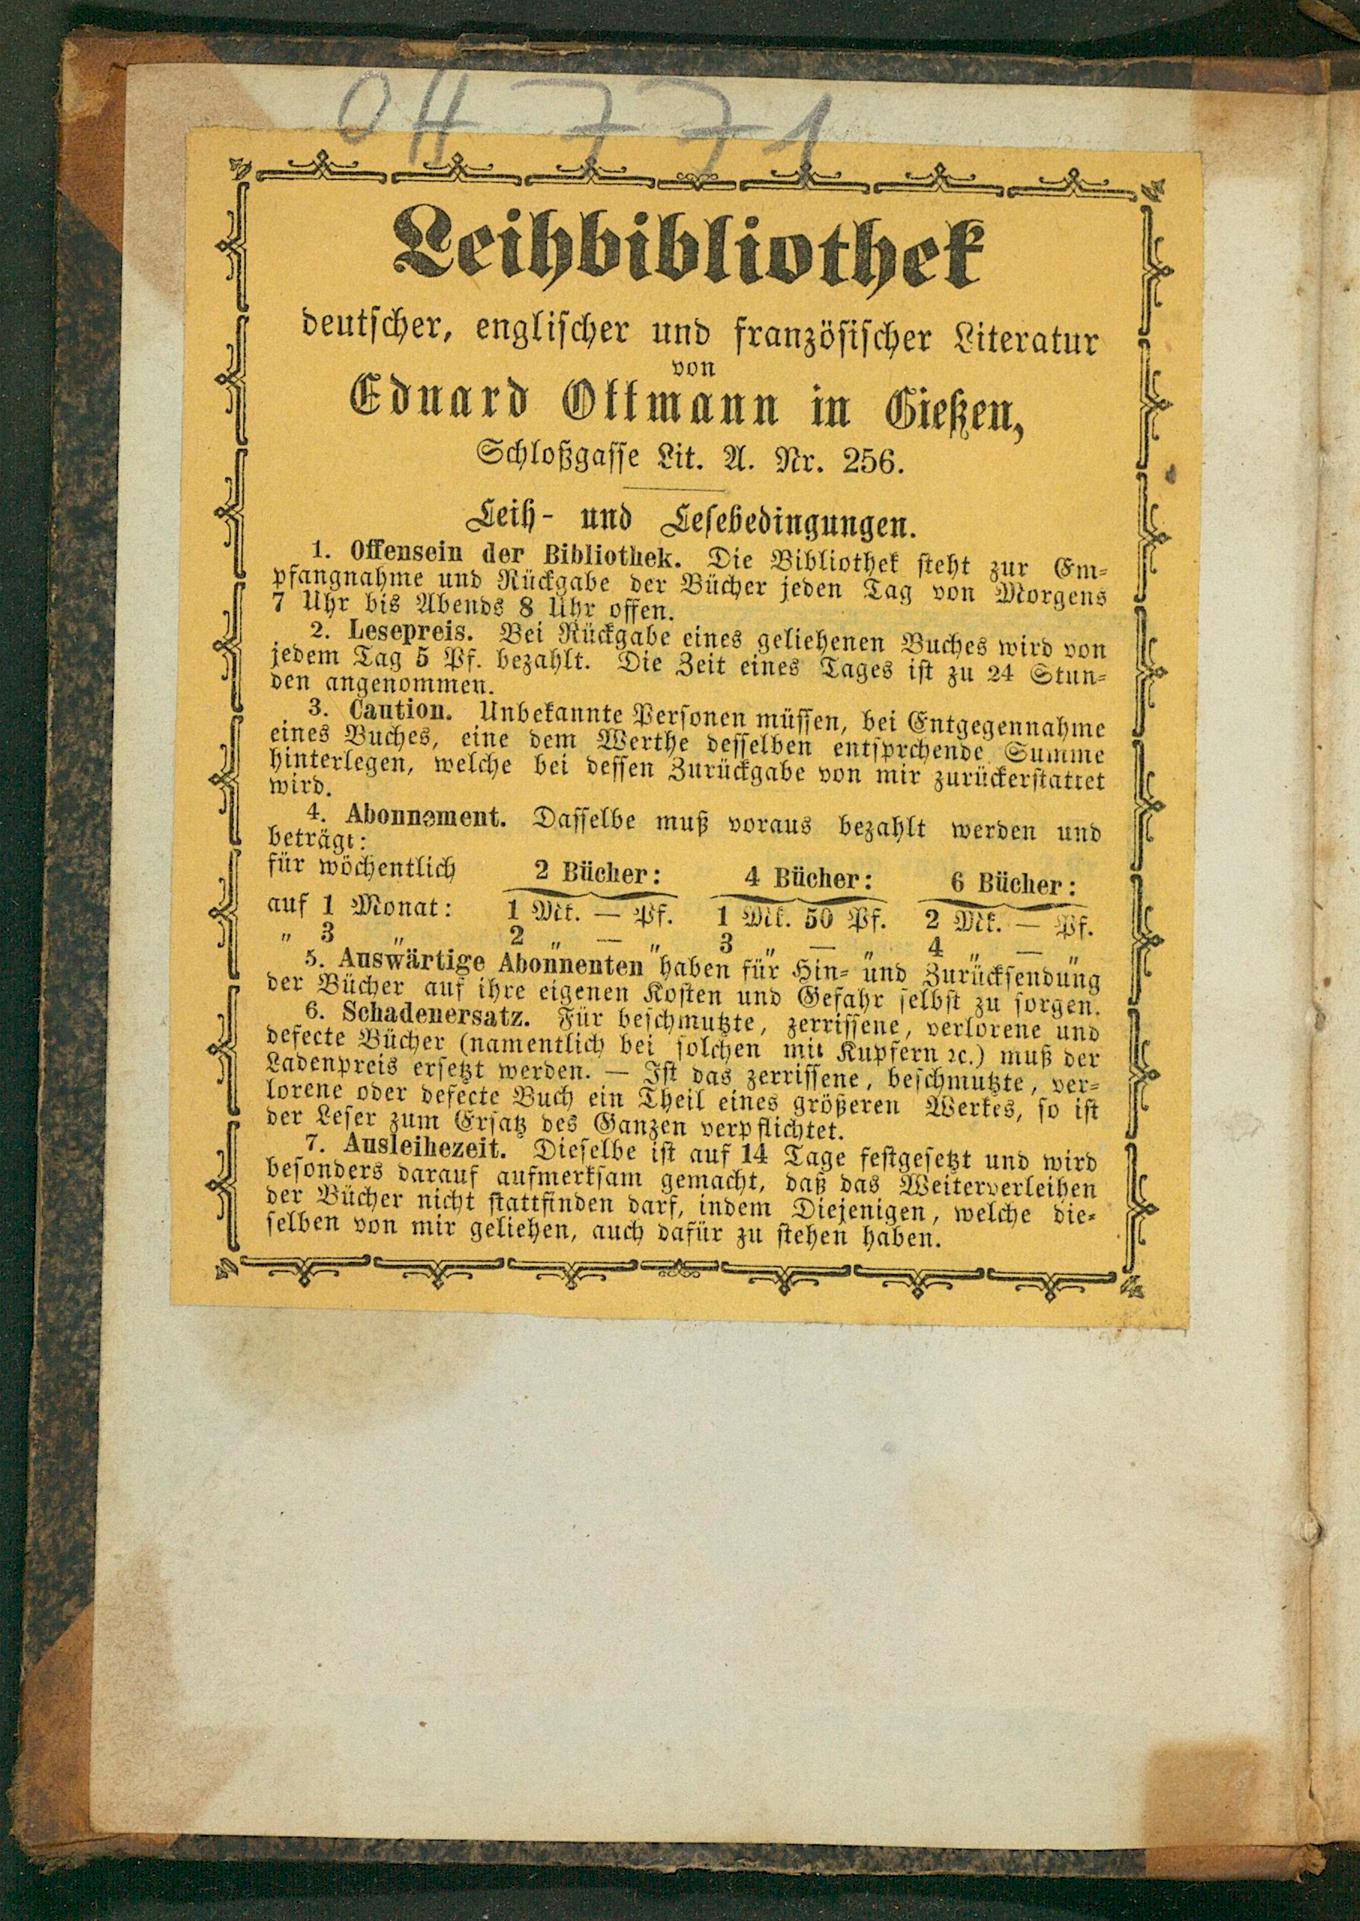 OH 771
Leihbibliothek
deutscher, englischer und französischer Literatur
von
Eduard Ottmann in Gießen,
Schloßgasse Lit. A. Nr. 256.
Leih- und Lesebedingungen.
1. Offensein der Bibliothek. Die Bibliothek steht zur Em-
pfangnahme und Rückgabe der Bücher jeden Tag von Morgens
7 Uhr bis Abends 8 Uhr offen.
2. Lesepreis. Bei Rückgabe eines geliehenen Buches wird von
jedem Tag 5 Pf. bezahlt. Die Zeit eines Tages ist zu 24 Stun-
den angenommen.
3. Caution. Unbekannte Personen müssen, bei Entgegennahme
eines Buches, eine dem Werthe desselben entsprchende Summe
hinterlegen, welche bei dessen Zurückgabe von mir zurückerstattet
wird.
4. Abonnement. Dasselbe muß voraus bezahlt werden und
beträgt:
für wöchentlich 2 Bücher: 4 Bücher: 6 Bücher:
auf 1 Monat: 1 Mk. — Pf. 1 Mk. 50 Pf. 2 Mk. — Pf.
„ 3 „ 2 „ — „ 3 „ — „ 4 „ — „
5. Auswärtige Abonnenten haben für Hin- und Zurücksendung
der Bücher auf ihre eigenen Kosten und Gefahr selbst zu sorgen.
6. Schadenersatz. Für beschmutzte, zerrissene, verlorene und
defecte Bücher (namentlich bei solchen mit Kupfern ꝛc.) muß der
Ladenpreis ersetzt werden. — Ist das zerrissene, beschmutzte, ver-
lorene oder defecte Buch ein Theil eines größeren Werkes, so ist
der Leser zum Ersatz des Ganzen verpflichtet.
7. Ausleihezeit. Dieselbe ist auf 14 Tage festgesetzt und wird
besonders darauf aufmerksam gemacht, daß das Weiterverleihen
der Bücher nicht stattfinden darf, indem Diejenigen, welche die-
selben von mir geliehen, auch dafür zu stehen haben.